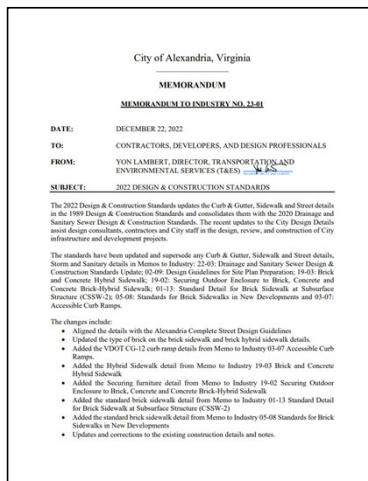 City of Alexandria, Virginia
MEMORANDUM
MEMORANDUM TO INDUSTRY NO. 23-01
DATE: DECEMBER 22, 2022
TO: CONTRACTORS, DEVELOPERS, AND DESIGN PROFESSIONALS
FROM: YON LAMBERT, DIRECTOR, TRANSPORTATION AND
ENVIRONMENTAL SERVICES (T&ES)
SUBJECT: 2022 DESIGN & CONSTRUCTION STANDARDS
The 2022 Design & Construction Standards updates the Curb & Gutter, Sidewalk and Street details
in the 1989 Design & Construction Standards and consolidates them with the 2020 Drainage and
Sanitary Sewer Design & Construction Standards. The recent updates to the City Design Details
assist design consultants, contractors and City staff in the design, review, and construction of City
infrastructure and development projects.
The standards have been updated and supersede any Curb & Gutter, Sidewalk and Street details,
Storm and Sanitary details in Memos to Industry: 22-03: Drainage and Sanitary Sewer Design &
Construction Standards Update; 02-09: Design Guidelines for Site Plan Preparation; 19-03: Brick
and Concrete Hybrid Sidewalk; 19-02: Securing Outdoor Enclosure to Brick, Concrete and
Concrete Brick-Hybrid Sidewalk; 01-13: Standard Detail for Brick Sidewalk at Subsurface
Structure (CSSW-2); 05-08: Standards for Brick Sidewalks in New Developments and 03-07:
Accessible Curb Ramps.
The changes include:
• Aligned the details with the Alexandria Complete Street Design Guidelines
• Updated the type of brick on the brick sidewalk and brick hybrid sidewalk details.
• Added the VDOT CG-12 curb ramp details from Memo to Industry 03-07 Accessible Curb
Ramps.
• Added the Hybrid Sidewalk detail from Memo to Industry 19-03 Brick and Concrete
Hybrid Sidewalk
• Added the Securing furniture detail from Memo to Industry 19-02 Securing Outdoor
Enclosure to Brick, Concrete and Concrete Brick-Hybrid Sidewalk
• Added the standard brick sidewalk detail from Memo to Industry 01-13 Standard Detail
for Brick Sidewalk at Subsurface Structure (CSSW-2)
• Added the standard brick sidewalk detail from Memo to Industry 05-08 Standards for Brick
Sidewalks in New Developments
• Updates and corrections to the existing construction details and notes.